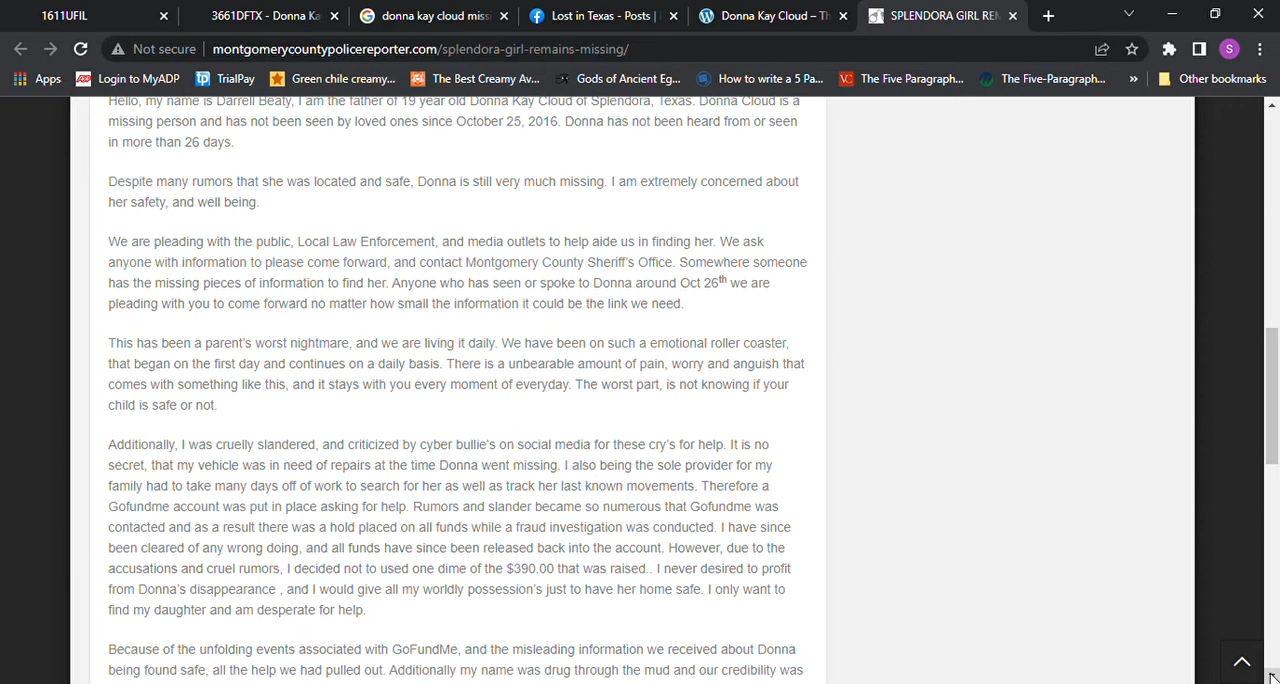 1611UFIL
3661DFTX - Donna Ka
donna kay cloud miss
Lost in Texas - Posts |
Donna Kay Cloud – Th
SPLENDORA GIRL REM
Not secure | montgomerycountypolicereporter.com/splendora-girl-remains-missing/
S
Apps
Login to MyADP
TrialPay
Green chile creamy...
The Best Creamy Av...
Gods of Ancient Eg...
How to write a 5 Pa...
The Five Paragraph...
The Five-Paragraph...
»
Other bookmarks
Hello, my name is Darrell Beaty, I am the father of 19 year old Donna Kay Cloud of Splendora, Texas. Donna Cloud is a
missing person and has not been seen by loved ones since October 25, 2016. Donna has not been heard from or seen
in more than 26 days.
Despite many rumors that she was located and safe, Donna is still very much missing. I am extremely concerned about
her safety, and well being.
We are pleading with the public, Local Law Enforcement, and media outlets to help aide us in finding her. We ask
anyone with information to please come forward, and contact Montgomery County Sheriff's Office. Somewhere someone
has the missing pieces of information to find her. Anyone who has seen or spoke to Donna around Oct 26th we are
pleading with you to come forward no matter how small the information it could be the link we need.
This has been a parent's worst nightmare, and we are living it daily. We have been on such a emotional roller coaster,
that began on the first day and continues on a daily basis. There is a unbearable amount of pain, worry and anguish that
comes with something like this, and it stays with you every moment of everyday. The worst part, is not knowing if your
child is safe or not.
Additionally, I was cruelly slandered, and criticized by cyber bullie's on social media for these cry's for help. It is no
secret, that my vehicle was in need of repairs at the time Donna went missing. I also being the sole provider for my
family had to take many days off of work to search for her as well as track her last known movements. Therefore a
Gofundme account was put in place asking for help. Rumors and slander became so numerous that Gofundme was
contacted and as a result there was a hold placed on all funds while a fraud investigation was conducted. I have since
been cleared of any wrong doing, and all funds have since been released back into the account. However, due to the
accusations and cruel rumors, I decided not to used one dime of the $390.00 that was raised.. I never desired to profit
from Donna's disappearance , and I would give all my worldly possession's just to have her home safe. I only want to
find my daughter and am desperate for help.
Because of the unfolding events associated with GoFundMe, and the misleading information we received about Donna
being found safe, all the help we had pulled out. Additionally my name was drug through the mud and our credibility was